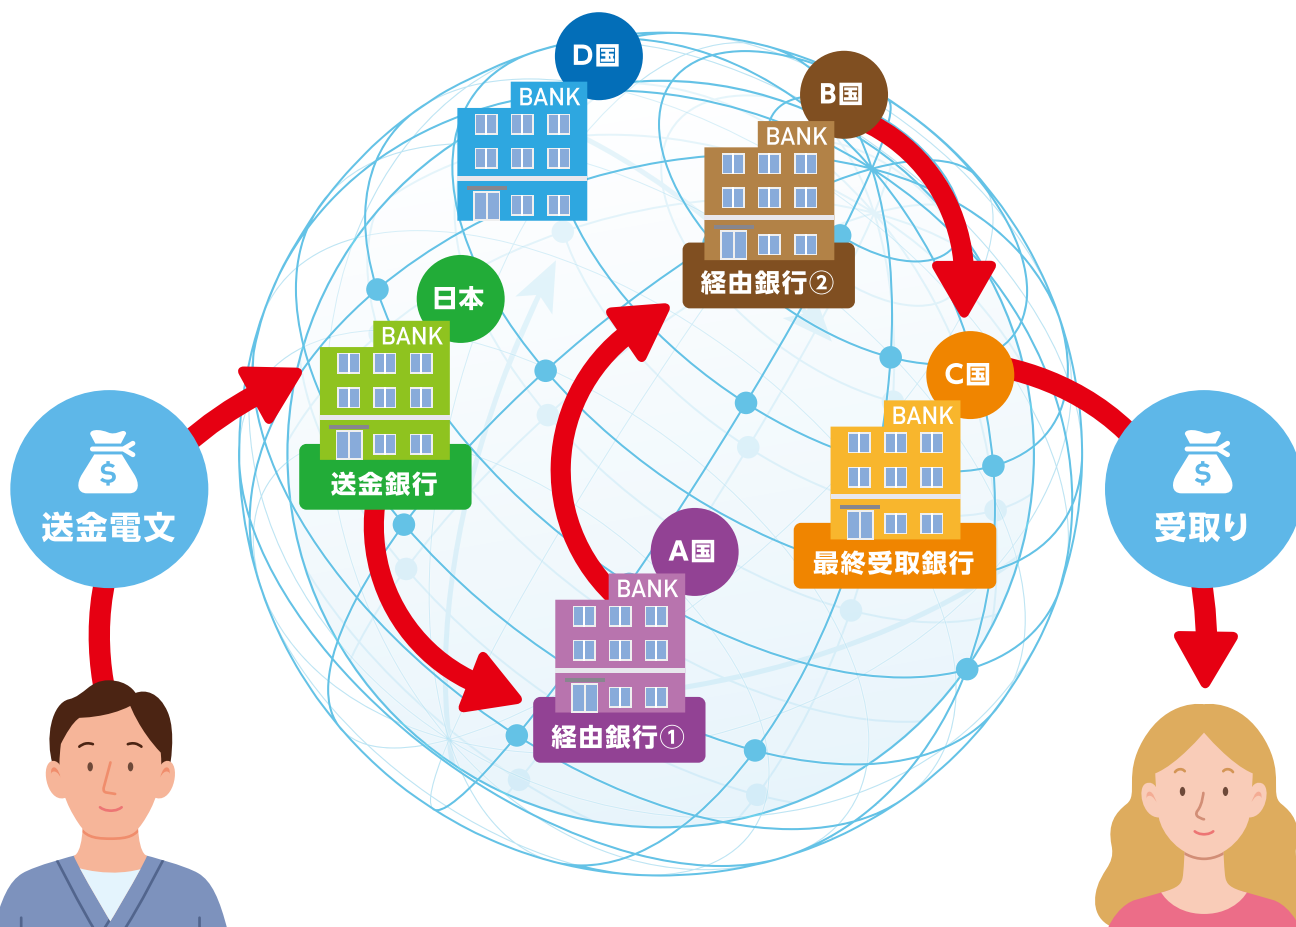 D国
BANK
B国
BANK
経由銀行②
日本
BANK
送金銀行
C国
BANK
最終受取銀行
$
送金電文
$
受取り
A国
BANK
経由銀行①